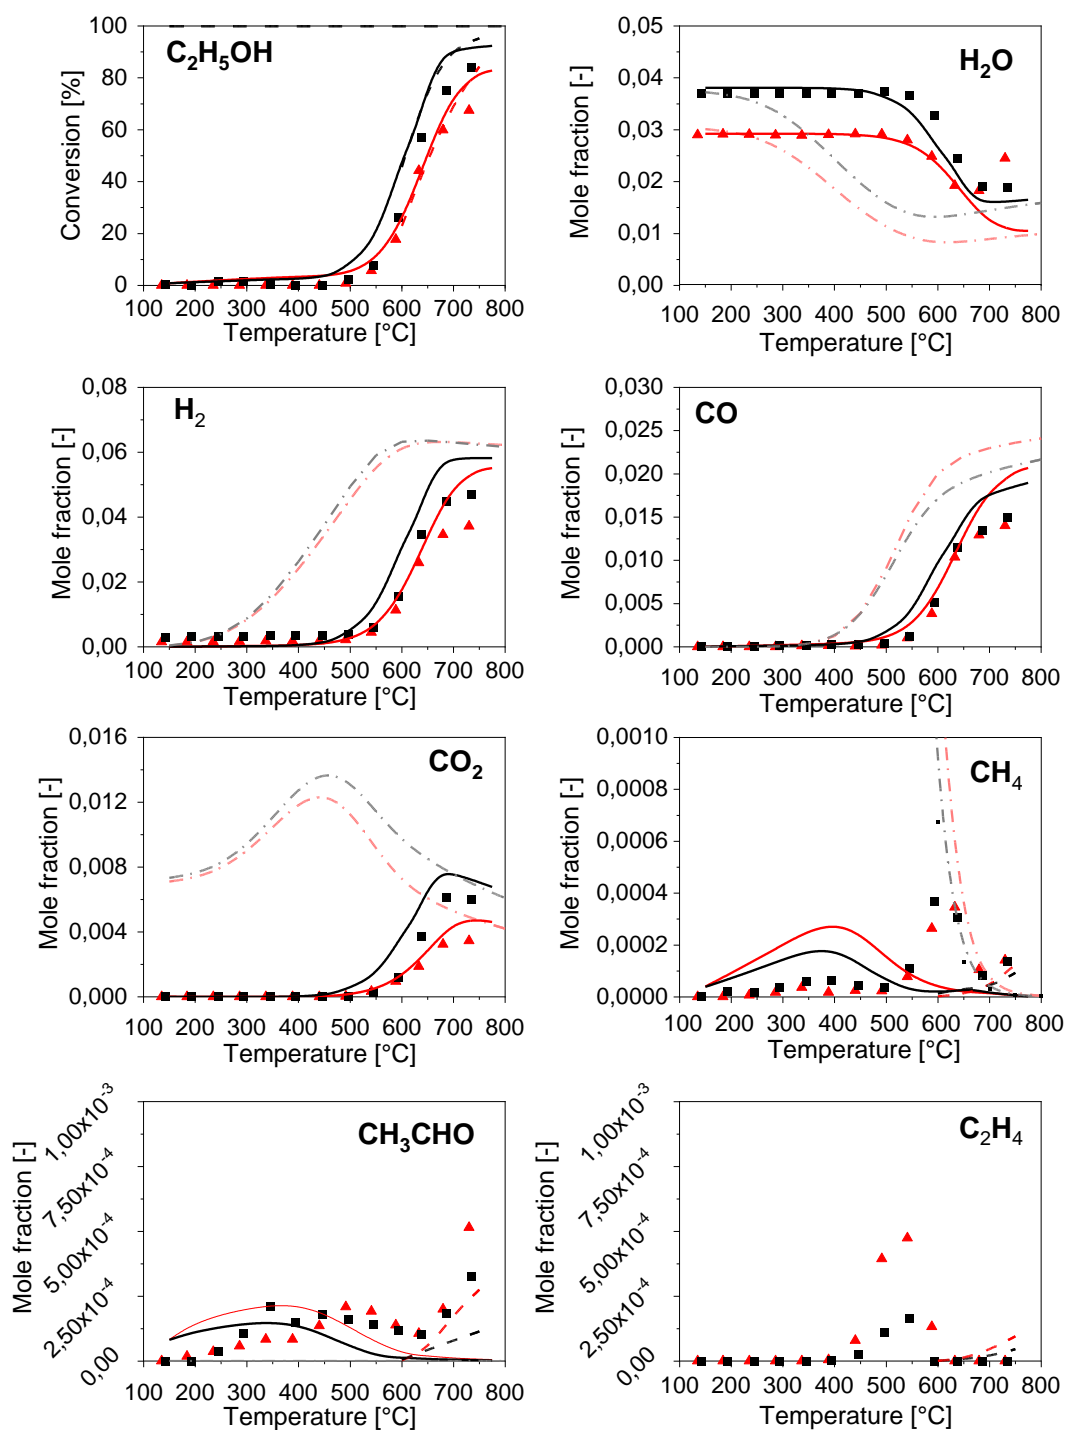 C2H5OH
Conversion [%]
100
80
60
40
20
0
100 200 300 400 500 600 700 800
Temperature [°C]
H2O
Mole fraction [-]
0,05
0,04
0,03
0,02
0,01
0,00
100 200 300 400 500 600 700 800
Temperature [°C]
H2
Mole fraction [-]
0,08
0,06
0,04
0,02
0,00
100 200 300 400 500 600 700 800
Temperature [°C]
CO
Mole fraction [-]
0,030
0,025
0,020
0,015
0,010
0,005
0,000
100 200 300 400 500 600 700 800
Temperature [°C]
CO2
Mole fraction [-]
0,016
0,012
0,008
0,004
0,000
100 200 300 400 500 600 700 800
Temperature [°C]
CH4
Mole fraction [-]
0,0010
0,0008
0,0006
0,0004
0,0002
0,0000
100 200 300 400 500 600 700 800
Temperature [°C]
CH3CHO
Mole fraction [-]
1,00x10-3
7,50x10-4
5,00x10-4
2,50x10-4
0,00
100 200 300 400 500 600 700 800
Temperature [°C]
C2H4
Mole fraction [-]
1,00x10-3
7,50x10-4
5,00x10-4
2,50x10-4
0,00
100 200 300 400 500 600 700 800
Temperature [°C]